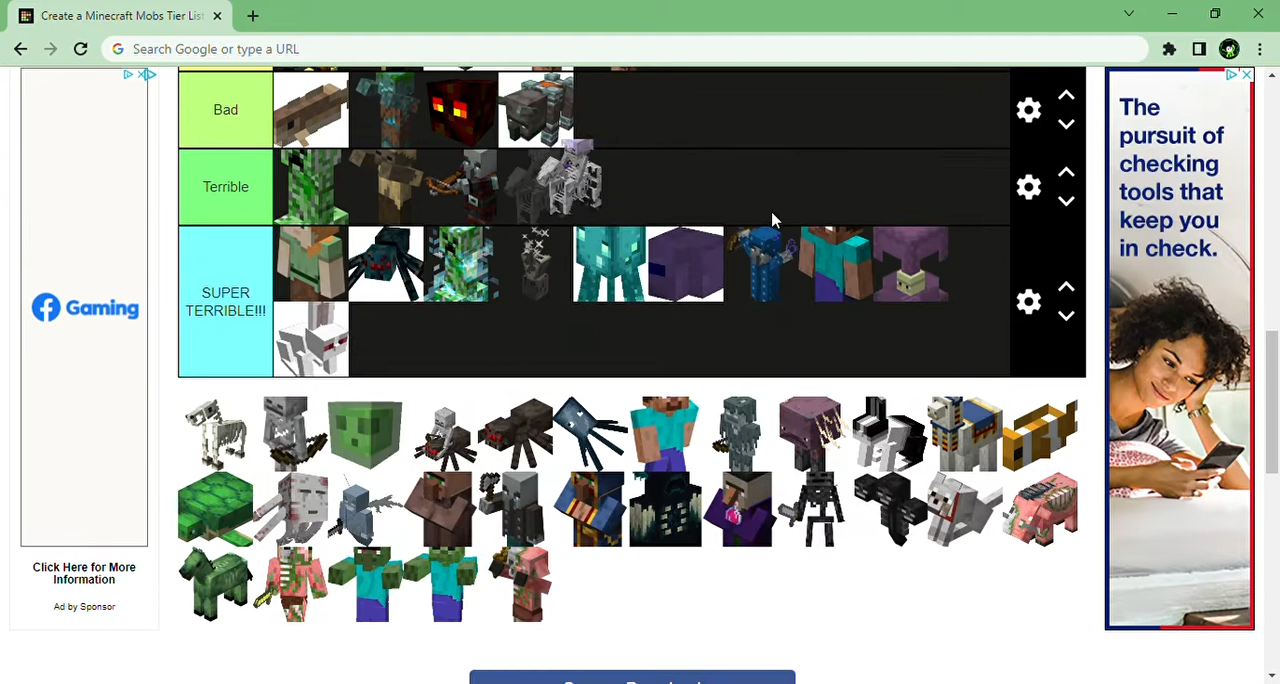 Create a Minecraft Mobs Tier Lis
Search Google or type a URL
Bad
Terrible
SUPER
TERRIBLE!!!
Gaming
Click Here for More
Information
Ad by Sponsor
The
pursuit of
checking
tools that
keep you
in check.